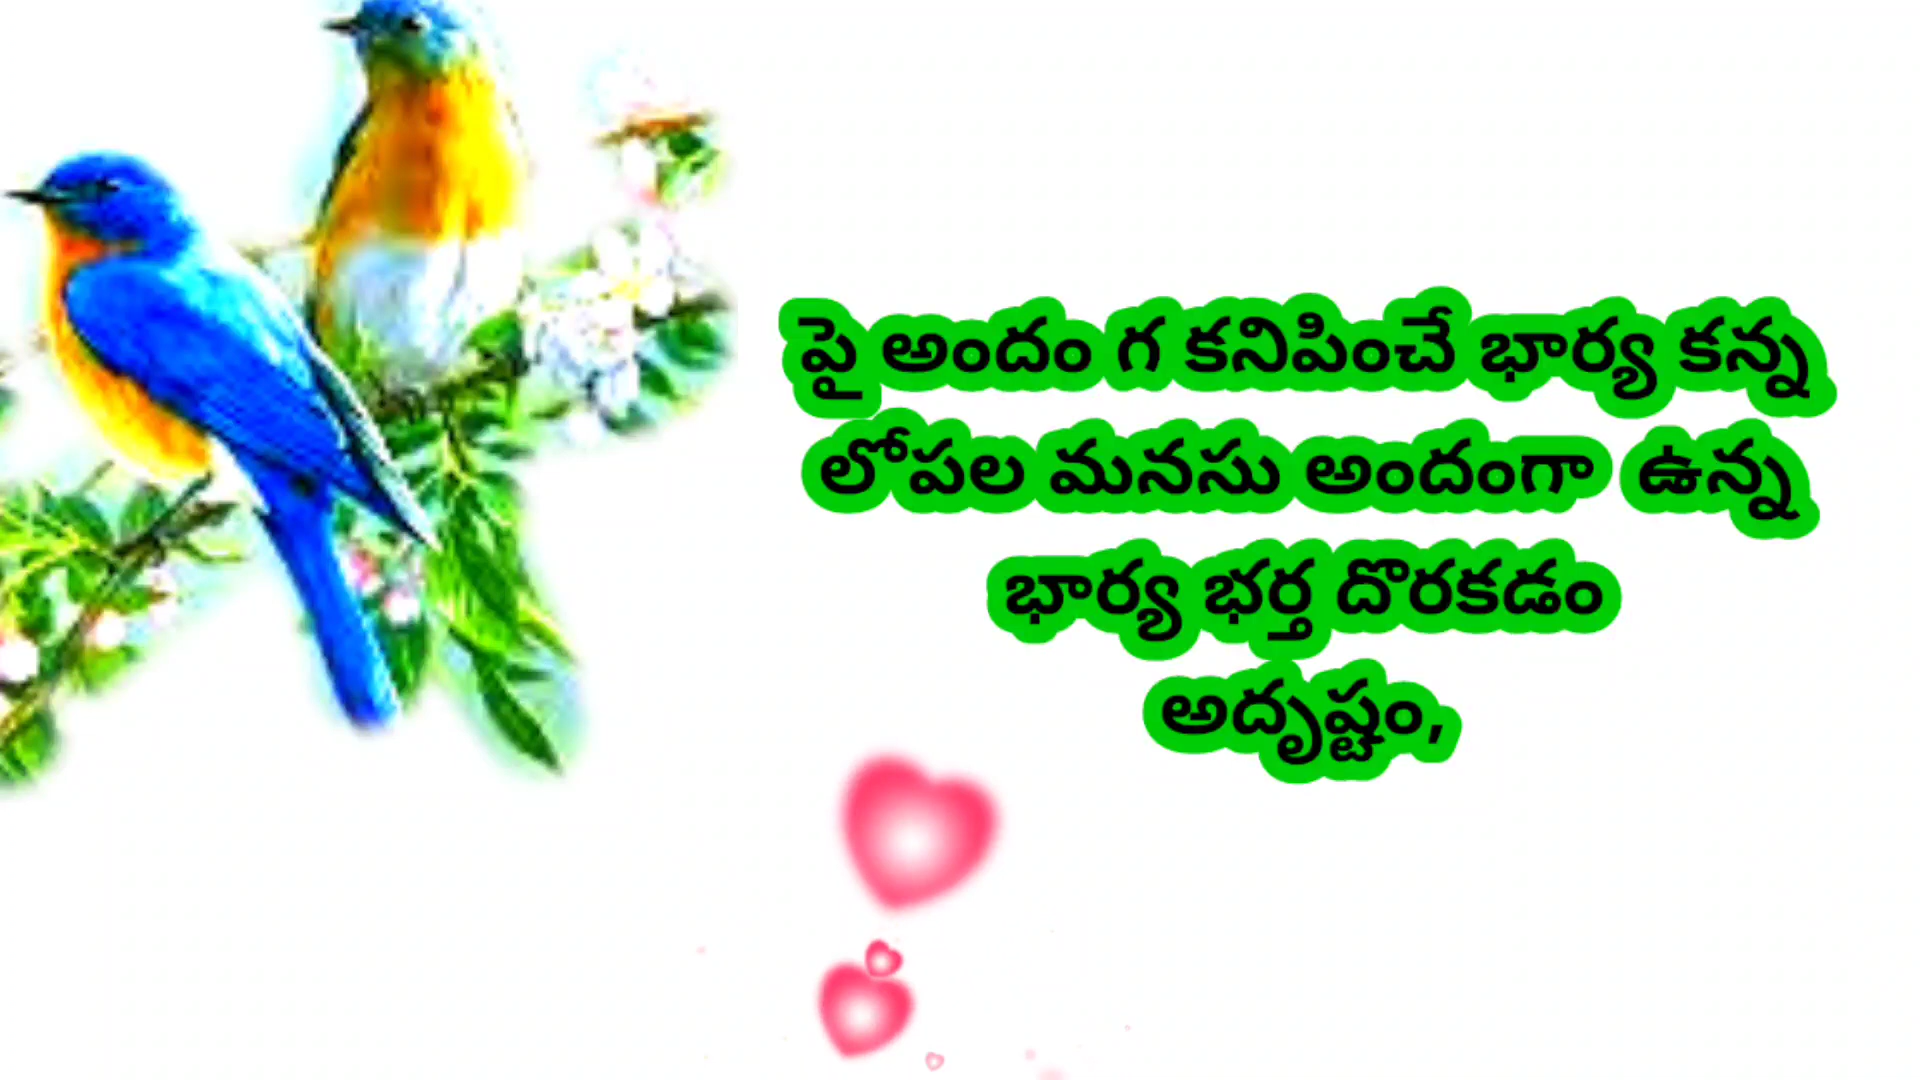 పై అందం గ కనిపించే భార్య కన్న
లోపల మనసు అందంగా ఉన్న
భార్య భర్త దొరకడం
అదృష్టం,